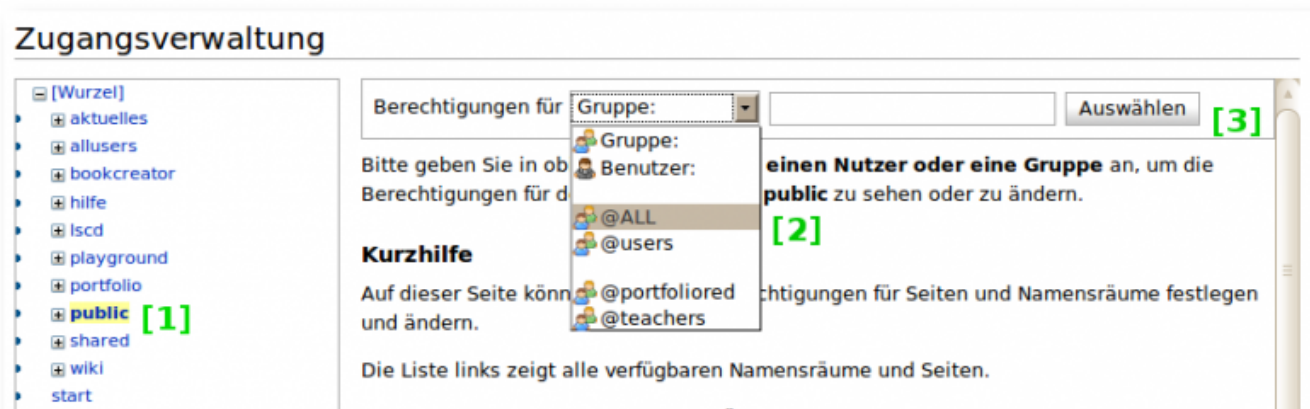 Zugangsverwaltung
[Wurzel]
aktuelles
allusers
bookcreator
hilfe
lscd
playground
portfolio
public [1]
shared
wiki
start
Berechtigungen für Gruppe: Auswählen [3]
Gruppe:
Benutzer:
@ALL
@users
@portfoliored
@teachers
[2]
Bitte geben Sie in ob einen Nutzer oder eine Gruppe an, um die
Berechtigungen für d public zu sehen oder zu ändern.
Kurzhilfe
Auf dieser Seite könn chtigungen für Seiten und Namensräume festlegen
und ändern.
Die Liste links zeigt alle verfügbaren Namensräume und Seiten.